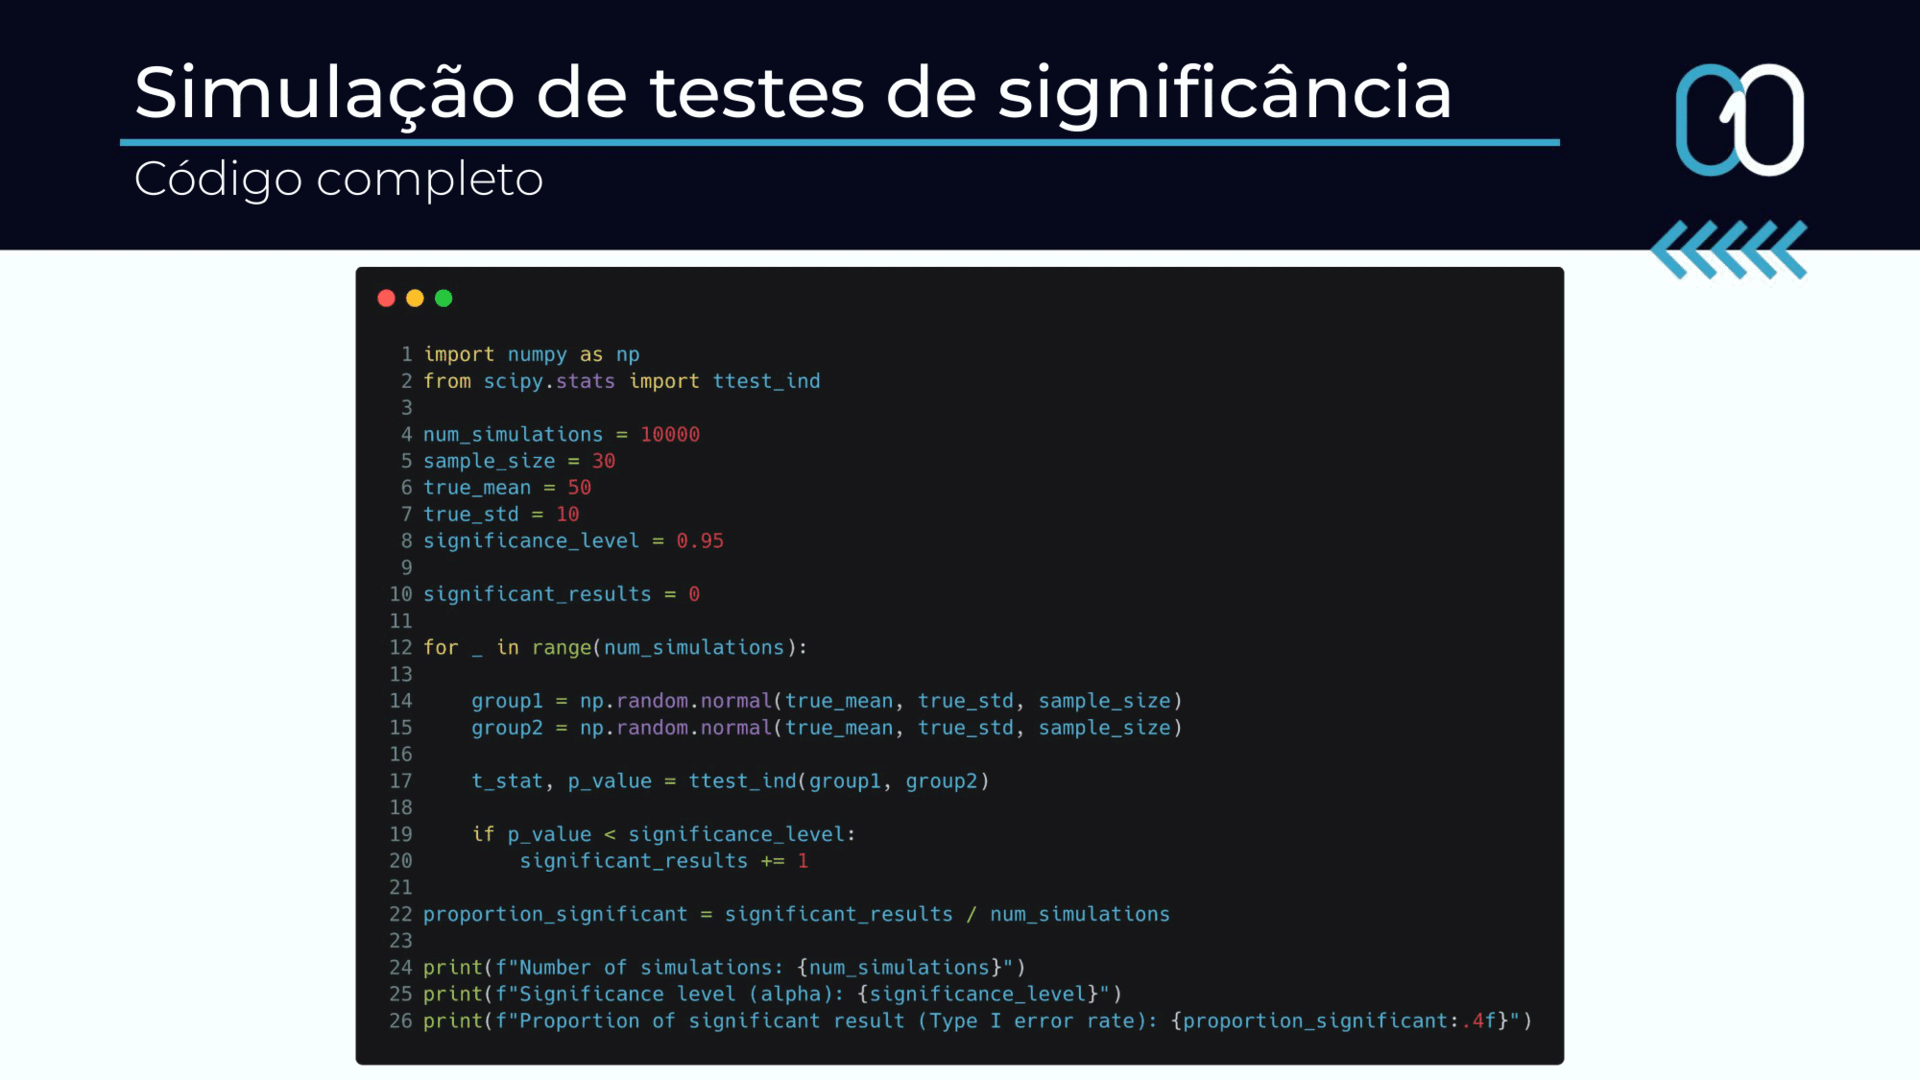 Simulação de testes de significância
Código completo
1 import numpy as np
2 from scipy.stats import ttest_ind
3
4 num_simulations = 10000
5 sample_size = 30
6 true_mean = 50
7 true_std = 10
8 significance_level = 0.95
9
10 significant_results = 0
11
12 for _ in range(num_simulations):
13
14     group1 = np.random.normal(true_mean, true_std, sample_size)
15     group2 = np.random.normal(true_mean, true_std, sample_size)
16
17     t_stat, p_value = ttest_ind(group1, group2)
18
19     if p_value < significance_level:
20         significant_results += 1
21
22 proportion_significant = significant_results / num_simulations
23
24 print(f"Number of simulations: {num_simulations}")
25 print(f"Significance level (alpha): {significance_level}")
26 print(f"Proportion of significant result (Type I error rate): {proportion_significant:.4f}")